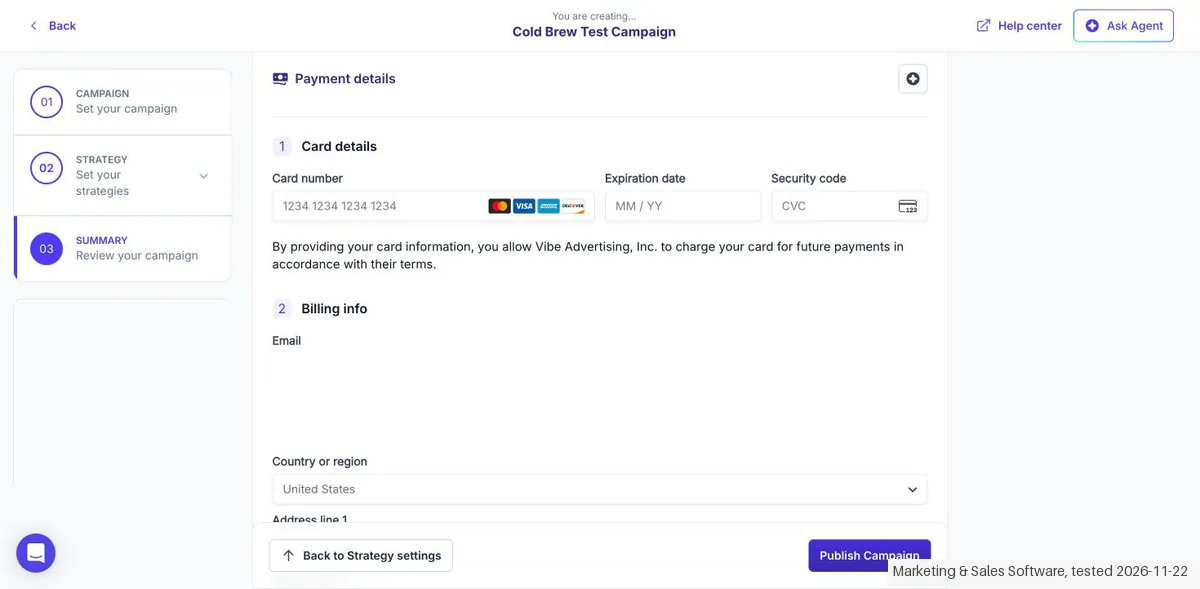 Back
You are creating...
Cold Brew Test Campaign
Help center
Ask Agent
01
CAMPAIGN
Set your campaign
02
STRATEGY
Set your
strategies
03
SUMMARY
Review your campaign
Payment details
1 Card details
Card number
Expiration date
Security code
1234 1234 1234 1234
VISA
DISCOVER
MM / YY
CVC
123
By providing your card information, you allow Vibe Advertising, Inc. to charge your card for future payments in
accordance with their terms.
2 Billing info
Email
Country or region
United States
Address line 1
Back to Strategy settings
Publish Campaign
Marketing & Sales Software, tested 2026-11-22